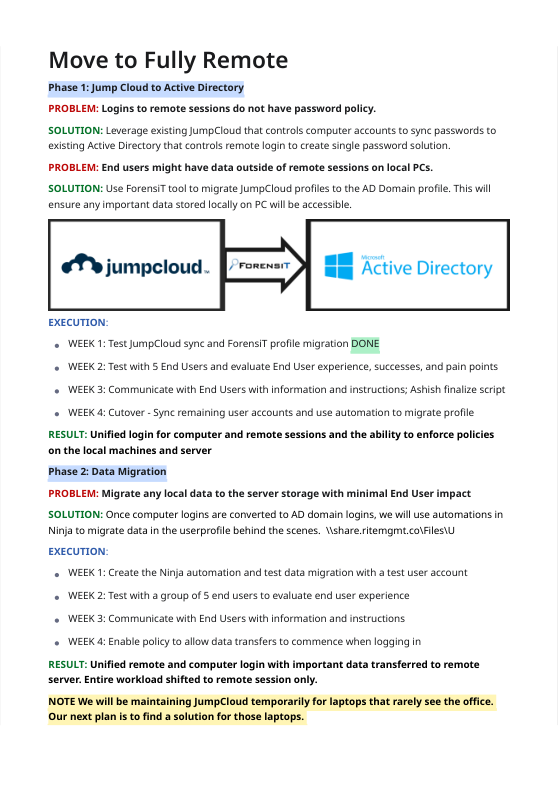 Move to Fully Remote
Phase 1: Jump Cloud to Active Directory
PROBLEM: Logins to remote sessions do not have password policy.
SOLUTION: Leverage existing JumpCloud that controls computer accounts to sync passwords to
existing Active Directory that controls remote login to create single password solution.
PROBLEM: End users might have data outside of remote sessions on local PCs.
SOLUTION: Use ForensiT tool to migrate JumpCloud profiles to the AD Domain profile. This will
ensure any important data stored locally on PC will be accessible.
jumpcloud™
FORENSIT
Microsoft
Active Directory
EXECUTION:
• WEEK 1: Test JumpCloud sync and ForensiT profile migration DONE
• WEEK 2: Test with 5 End Users and evaluate End User experience, successes, and pain points
• WEEK 3: Communicate with End Users with information and instructions; Ashish finalize script
• WEEK 4: Cutover - Sync remaining user accounts and use automation to migrate profile
RESULT: Unified login for computer and remote sessions and the ability to enforce policies
on the local machines and server
Phase 2: Data Migration
PROBLEM: Migrate any local data to the server storage with minimal End User impact
SOLUTION: Once computer logins are converted to AD domain logins, we will use automations in
Ninja to migrate data in the userprofile behind the scenes. \\share.ritemgmt.co\Files\U
EXECUTION:
• WEEK 1: Create the Ninja automation and test data migration with a test user account
• WEEK 2: Test with a group of 5 end users to evaluate end user experience
• WEEK 3: Communicate with End Users with information and instructions
• WEEK 4: Enable policy to allow data transfers to commence when logging in
RESULT: Unified remote and computer login with important data transferred to remote
server. Entire workload shifted to remote session only.
NOTE We will be maintaining JumpCloud temporarily for laptops that rarely see the office.
Our next plan is to find a solution for those laptops.